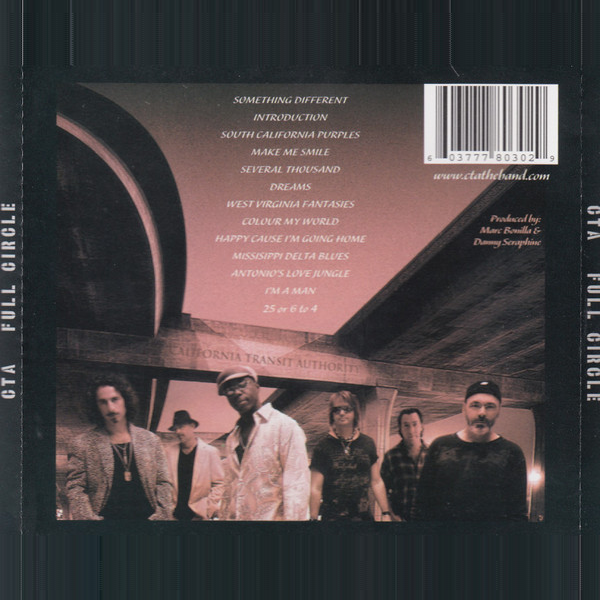 SOMETHING DIFFERENT
INTRODUCTION
SOUTH CALIFORNIA PURPLES
MAKE ME SMILE
SEVERAL THOUSAND
DREAMS
WEST VIRGINIA FANTASIES
COLOUR MY WORLD
HAPPY CAUSE I'M GOING HOME
MISSISIPPI DELTA BLUES
ANTONIO'S LOVE JUNGLE
I'M A MAN
25 or 6 to 4
6 03777 80302 9
www.ctatheband.com
Produced by:
Marc Bonilla &
Danny Seraphine
CALIFORNIA TRANSIT AUTHORITY
CTA FULL CIRCLE
CTA FULL CIRCLE